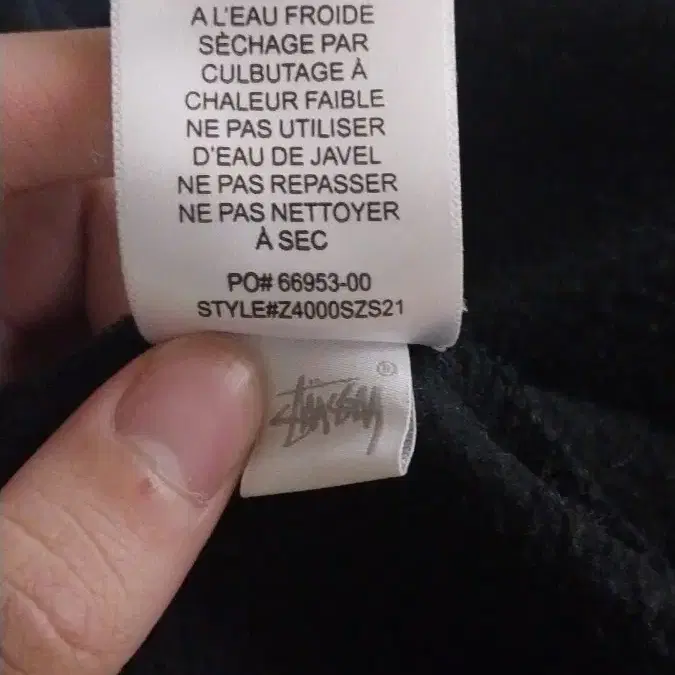 A L'EAU FROIDE
SÈCHAGE PAR
CULBUTAGE À
CHALEUR FAIBLE
NE PAS UTILISER
D'EAU DE JAVEL
NE PAS REPASSER
NE PAS NETTOYER
À SEC
PO# 66953-00
STYLE#Z4000SZS21
®
Stüssy